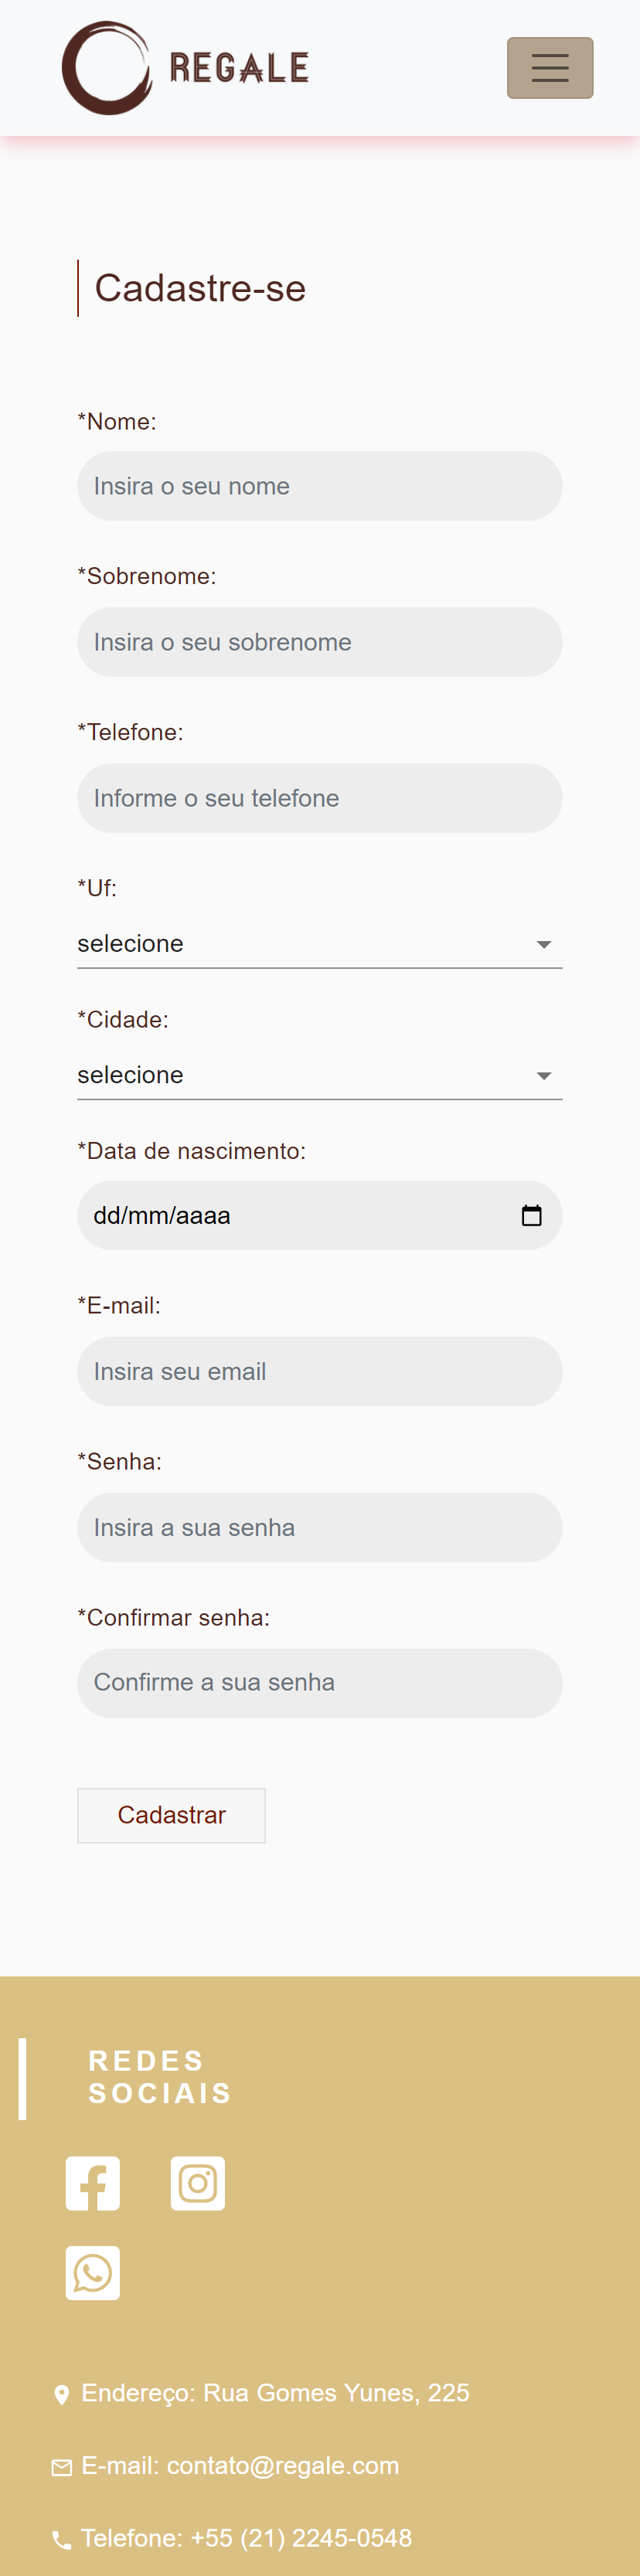 REGALE
Cadastre-se
*Nome:
Insira o seu nome
*Sobrenome:
Insira o seu sobrenome
*Telefone:
Informe o seu telefone
*Uf:
selecione
*Cidade:
selecione
*Data de nascimento:
dd/mm/aaaa
*E-mail:
Insira seu email
*Senha:
Insira a sua senha
*Confirmar senha:
Confirme a sua senha
Cadastrar
REDES
SOCIAIS
Endereço: Rua Gomes Yunes, 225
E-mail: contato@regale.com
Telefone: +55 (21) 2245-0548